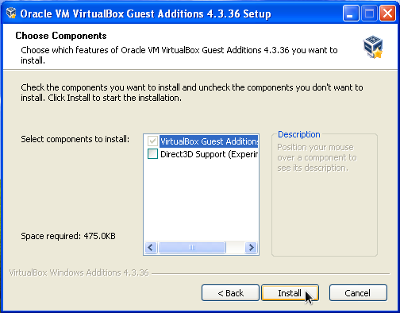 Oracle VM VirtualBox Guest Additions 4.3.36 Setup
Choose Components
Choose which features of Oracle VM VirtualBox Guest Additions 4.3.36 you want to
install.
Check the components you want to install and uncheck the components you don't want to
install. Click Install to start the installation.
Select components to install:
VirtualBox Guest Additions
Direct3D Support (Experin
Description
Position your mouse
over a component to
see its description.
Space required: 475.0KB
VirtualBox Windows Additions 4.3.36
< Back
Install
Cancel